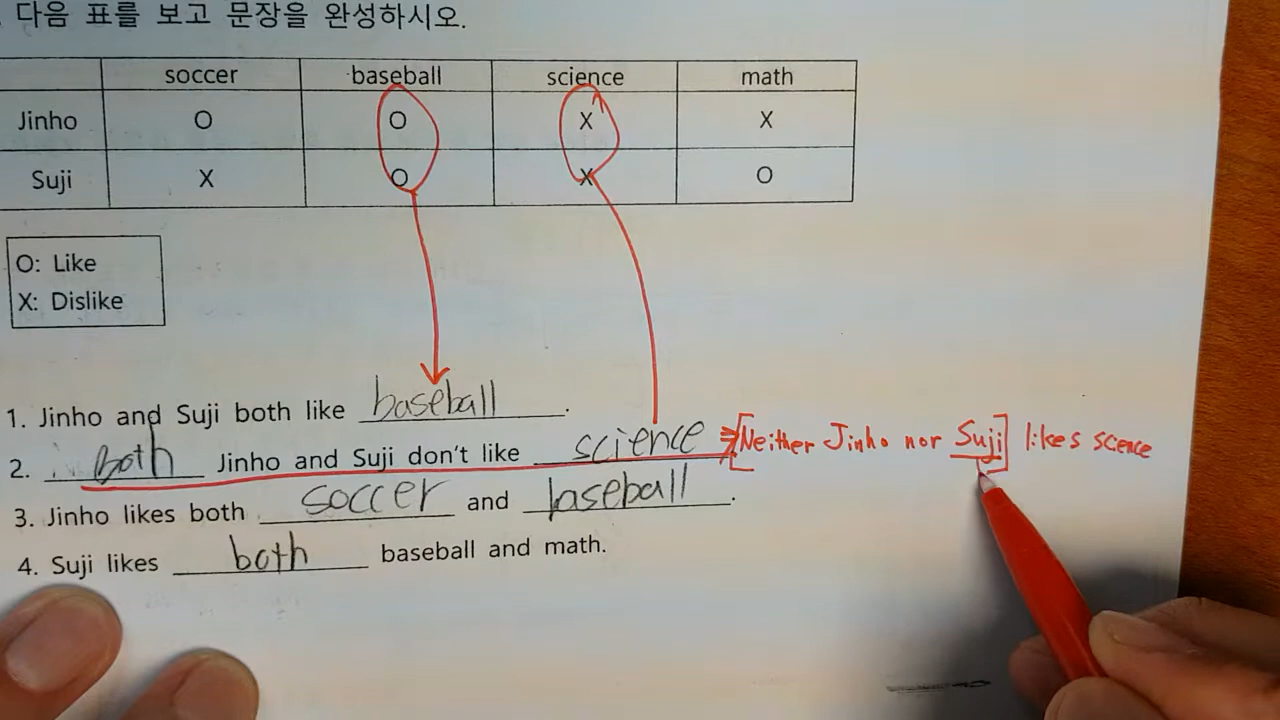 다음 표를 보고 문장을 완성하시오.
soccer baseball science math
Jinho O O X X
Suji X O X O
O: Like
X: Dislike
1. Jinho and Suji both like baseball.
2. Both Jinho and Suji don't like science ⇒ [Neither Jinho nor Suji] likes scence
3. Jinho likes both soccer and baseball.
4. Suji likes both baseball and math.